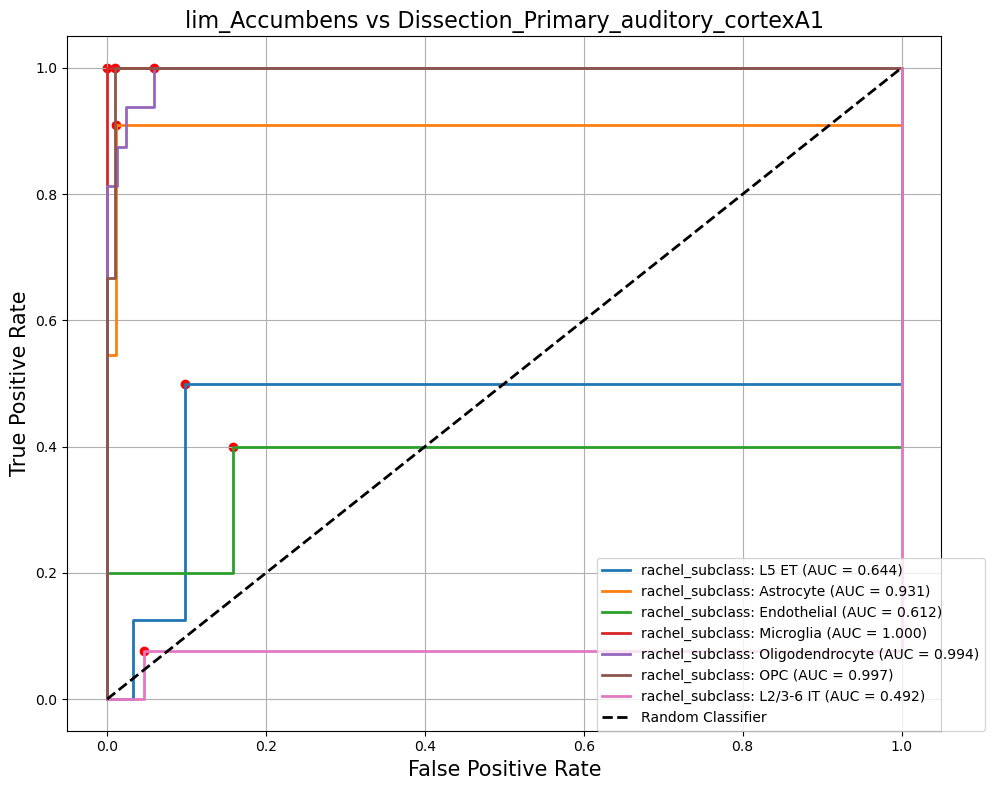 lim_Accumbens vs Dissection_Primary_auditory_cortexA1
True Positive Rate
1.0
0.8
0.6
0.4
0.2
0.0
rachel_subclass: L5 ET (AUC = 0.644)
rachel_subclass: Astrocyte (AUC = 0.931)
rachel_subclass: Endothelial (AUC = 0.612)
rachel_subclass: Microglia (AUC = 1.000)
rachel_subclass: Oligodendrocyte (AUC = 0.994)
rachel_subclass: OPC (AUC = 0.997)
rachel_subclass: L2/3-6 IT (AUC = 0.492)
Random Classifier
0.0 0.2 0.4 0.6 0.8 1.0
False Positive Rate